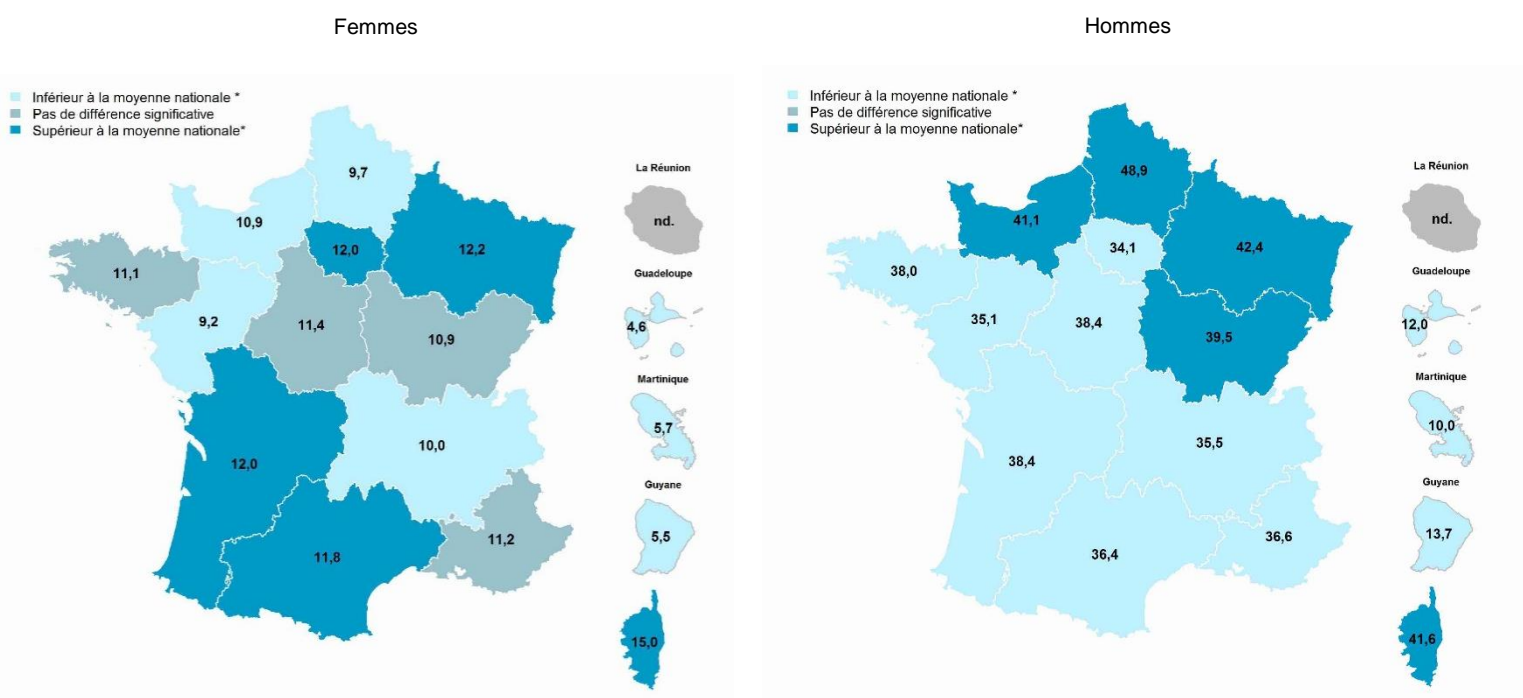 Femmes
Inférieur à la moyenne nationale *
Pas de différence significative
Supérieur à la moyenne nationale*
9,7
10,9
12,0
12,2
11,1
9,2
11,4
10,9
12,0
10,0
11,8
11,2
La Réunion
nd.
Guadeloupe
4,6
Martinique
5,7
Guyane
5,5
15,0
Hommes
Inférieur à la moyenne nationale *
Pas de différence significative
Supérieur à la moyenne nationale*
48,9
41,1
34,1
42,4
38,0
35,1
38,4
39,5
38,4
35,5
36,4
36,6
La Réunion
nd.
Guadeloupe
12,0
Martinique
10,0
Guyane
13,7
41,6